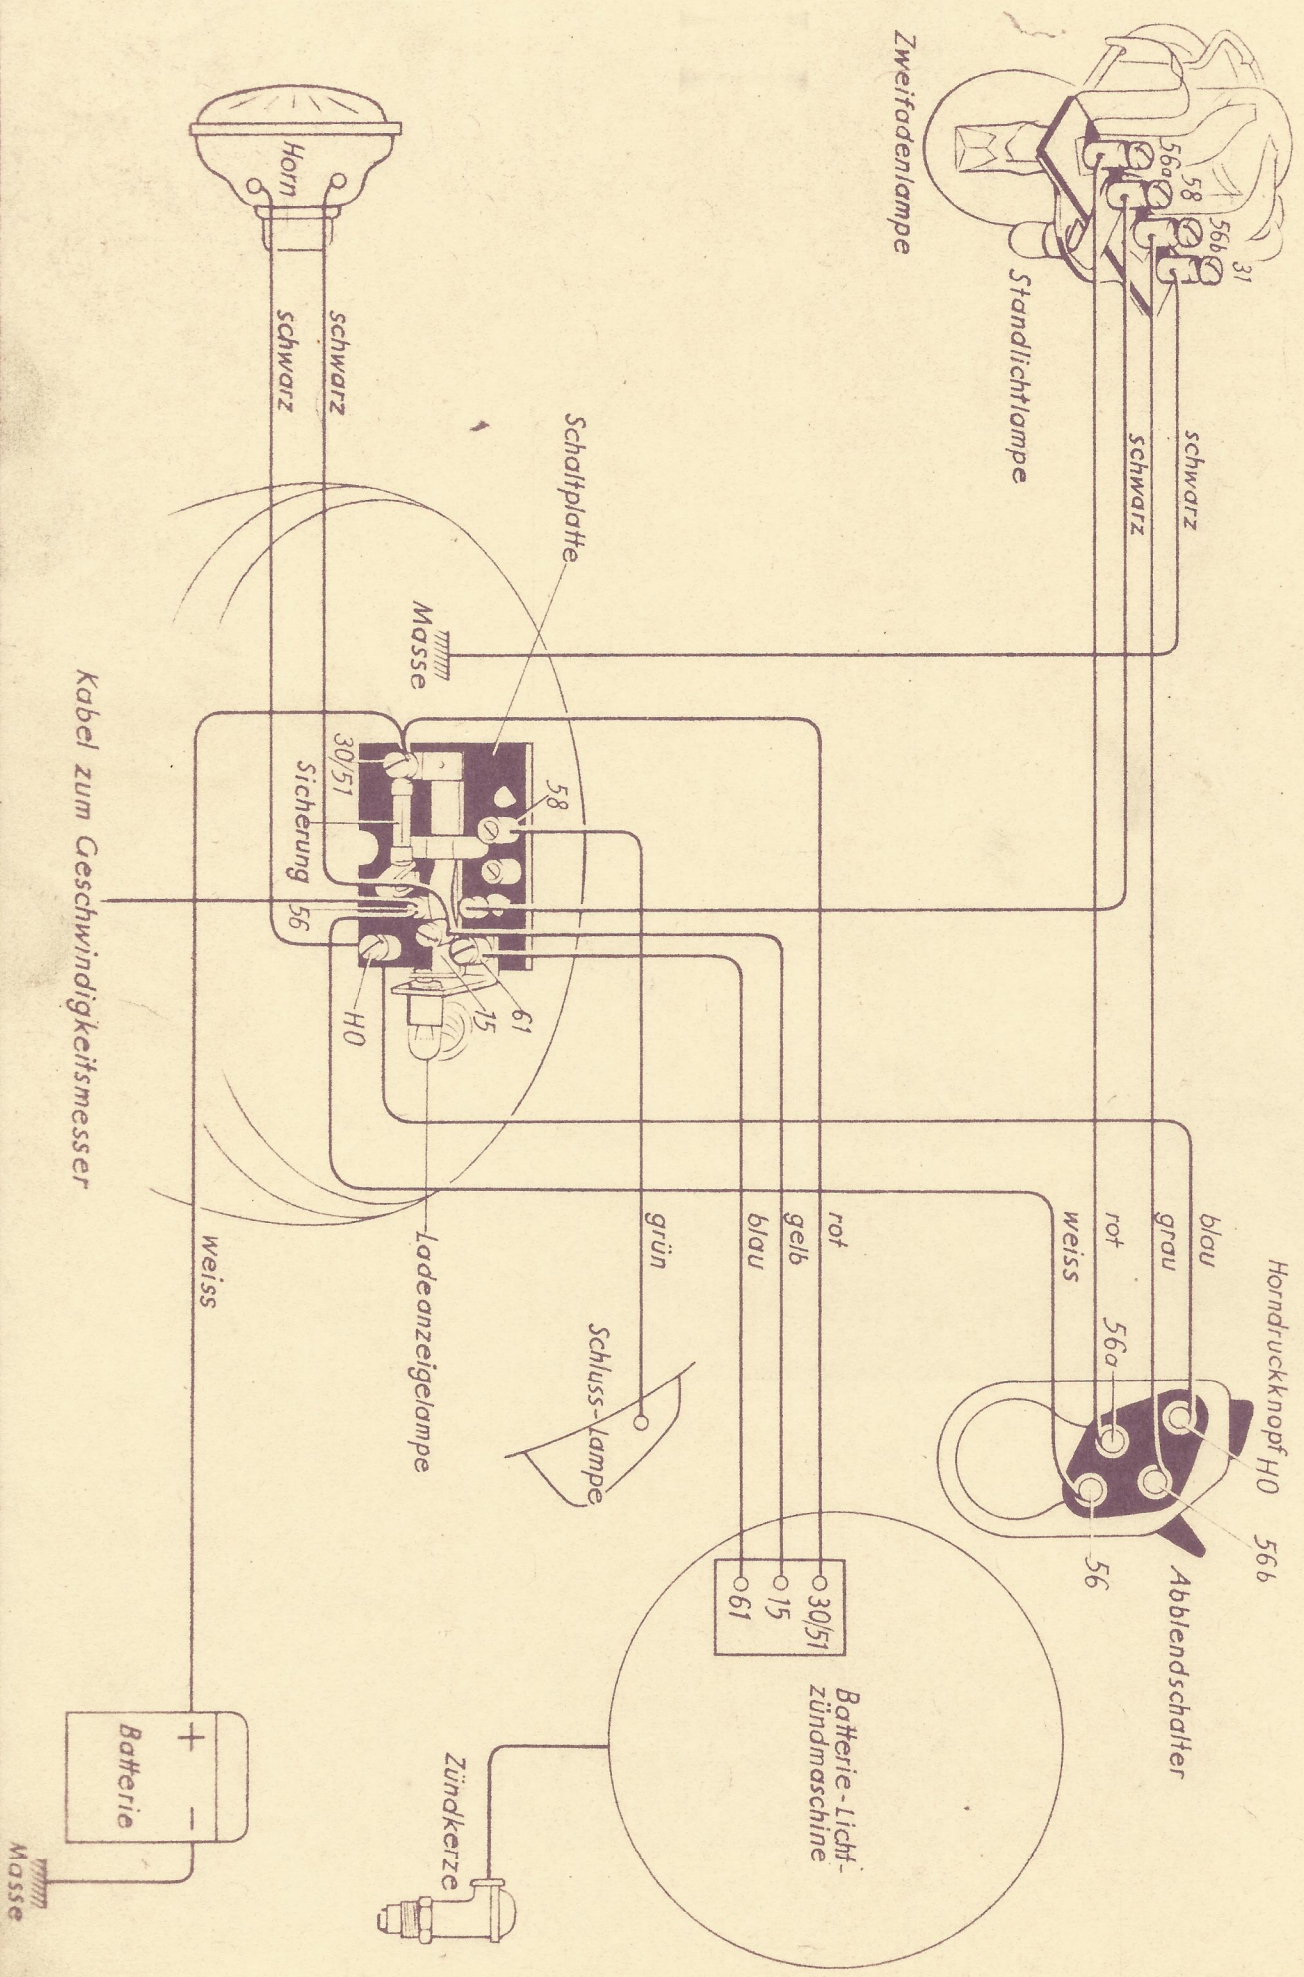 Zweifadenlampe
Standlichtlampe
56a
58
56b
31
schwarz
schwarz
Horn
schwarz
schwarz
Schaltplatte
Masse
30/51
Sicherung
56
58
61
15
H0
Kabel zum Geschwindigkeitsmesser
Ladeanzeigelampe
weiss
grün
blau
gelb
rot
weiss
rot
grau
blau
56a
Horndruckknopf H0
56b
56
Abblendschalter
Schluss-Lampe
30/51
15
61
Batterie-Licht-
zündmaschine
Zündkerze
+
−
Batterie
Masse